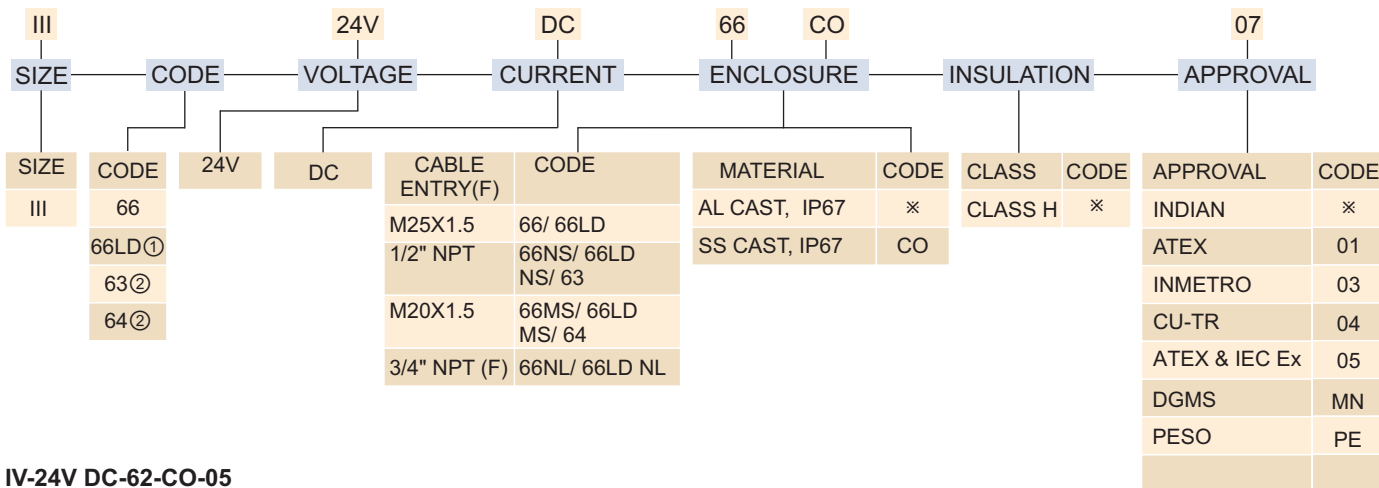 III 24V DC 66 CO 07
SIZE CODE VOLTAGE CURRENT ENCLOSURE INSULATION APPROVAL
SIZE
III
CODE
66
66LD①
63②
64②
24V
DC
CABLE ENTRY(F) CODE
M25X1.5 66/ 66LD
1/2" NPT 66NS/ 66LD
NS/ 63
M20X1.5 66MS/ 66LD
MS/ 64
3/4" NPT (F) 66NL/ 66LD NL
MATERIAL CODE
AL CAST, IP67 ※
SS CAST, IP67 CO
CLASS CODE
CLASS H ※
APPROVAL CODE
INDIAN ※
ATEX 01
INMETRO 03
CU-TR 04
ATEX & IEC Ex 05
DGMS MN
PESO PE
IV-24V DC-62-CO-05